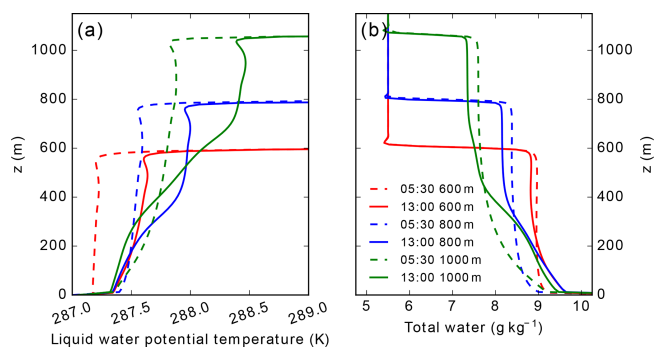 (a)
(b)
1000
800
600
400
200
0
z (m)
287.0
287.5
288.0
288.5
289.0
Liquid water potential temperature (K)
05:30 600 m
13:00 600 m
05:30 800 m
13:00 800 m
05:30 1000 m
13:00 1000 m
5
6
7
8
9
10
Total water (g kg⁻¹)
1000
800
600
400
200
0
z (m)